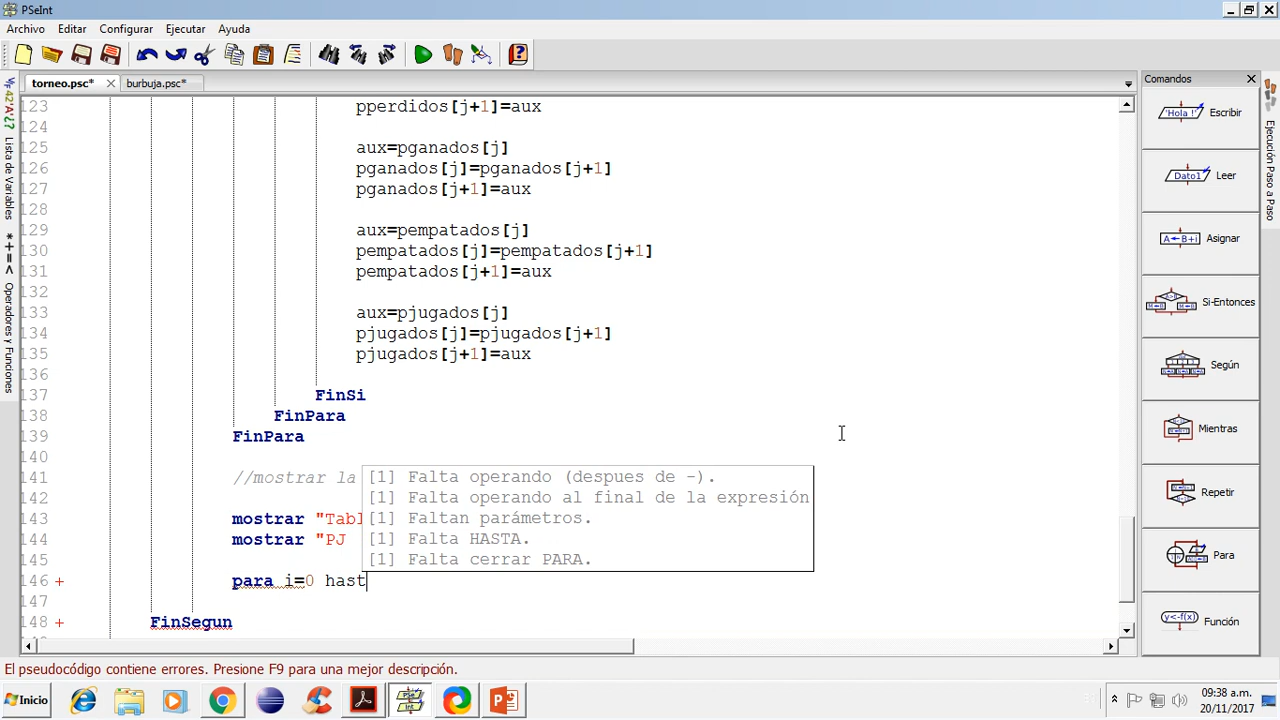 PSeInt
Archivo Editar Configurar Ejecutar Ayuda
torneo.psc* burbuja.psc*
Comandos
123 pperdidos[j+1]=aux
124
125 aux=pganados[j]
126 pganados[j]=pganados[j+1]
127 pganados[j+1]=aux
128
129 aux=pempatados[j]
130 pempatados[j]=pempatados[j+1]
131 pempatados[j+1]=aux
132
133 aux=pjugados[j]
134 pjugados[j]=pjugados[j+1]
135 pjugados[j+1]=aux
136
137 FinSi
138 FinPara
139 FinPara
140
141 //mostrar la
142
143 mostrar "Tabl
144 mostrar "PJ
145
146 + para i=0 hast
147
148 + FinSegun
[1] Falta operando (despues de -).
[1] Falta operando al final de la expresión
[1] Faltan parámetros.
[1] Falta HASTA.
[1] Falta cerrar PARA.
'Hola !' Escribir
Dato1 Leer
A←B+i Asignar
Si-Entonces
Según
Mientras
Repetir
Para
y<-f(x) Función
Lista de Variables
*+=< Operadores y Funciones
Ejecución Paso a Paso
El pseudocódigo contiene errores. Presione F9 para una mejor descripción.
Inicio
09:38 a.m.
20/11/2017